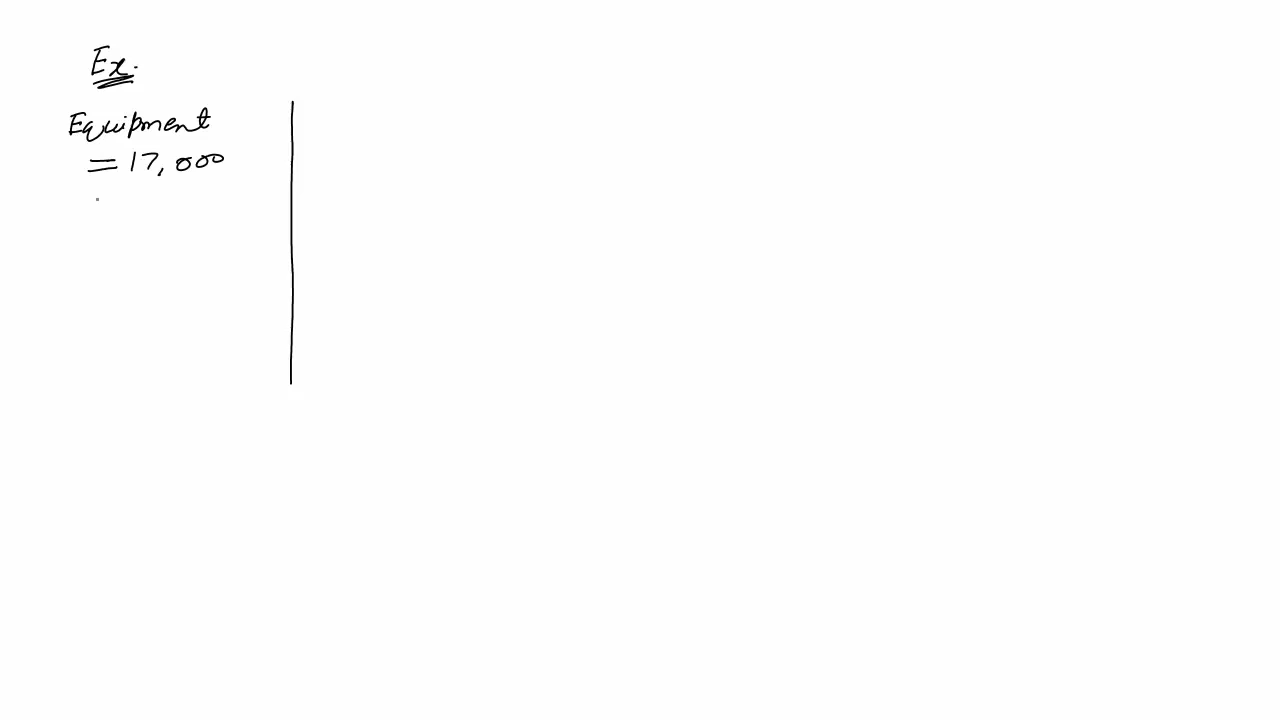 Ex.
Equipment
= 17,000